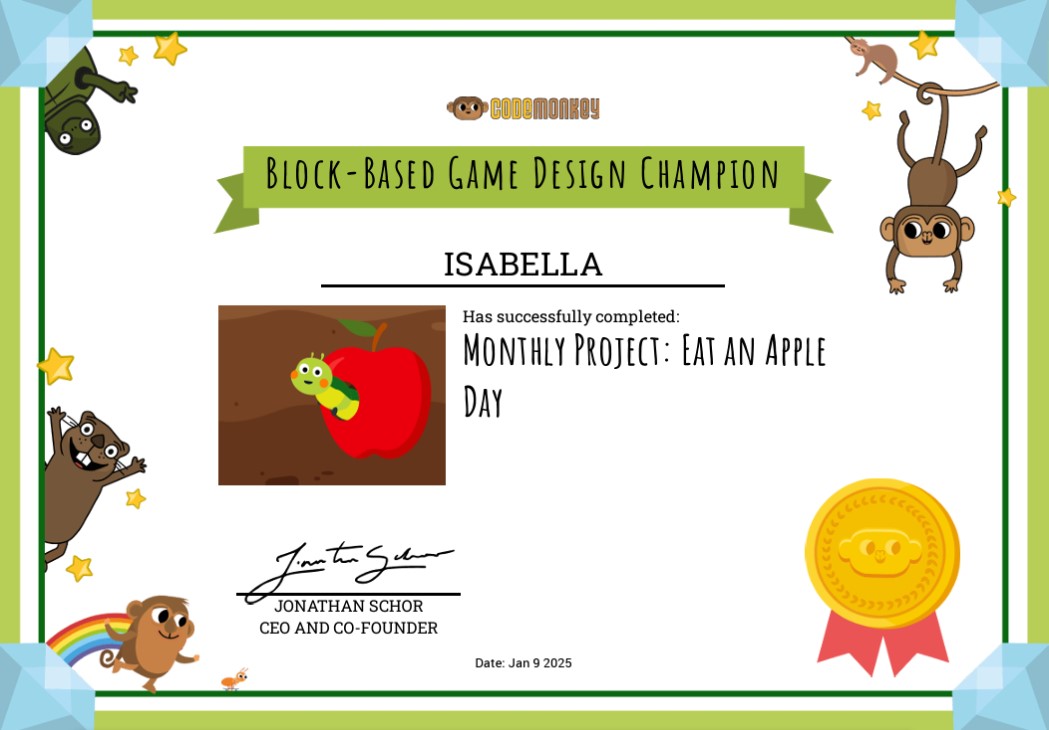 CODEMONKEY
BLOCK-BASED GAME DESIGN CHAMPION
ISABELLA
Has successfully completed:
MONTHLY PROJECT: EAT AN APPLE
DAY
Jonathan Schor
JONATHAN SCHOR
CEO AND CO-FOUNDER
Date: Jan 9 2025